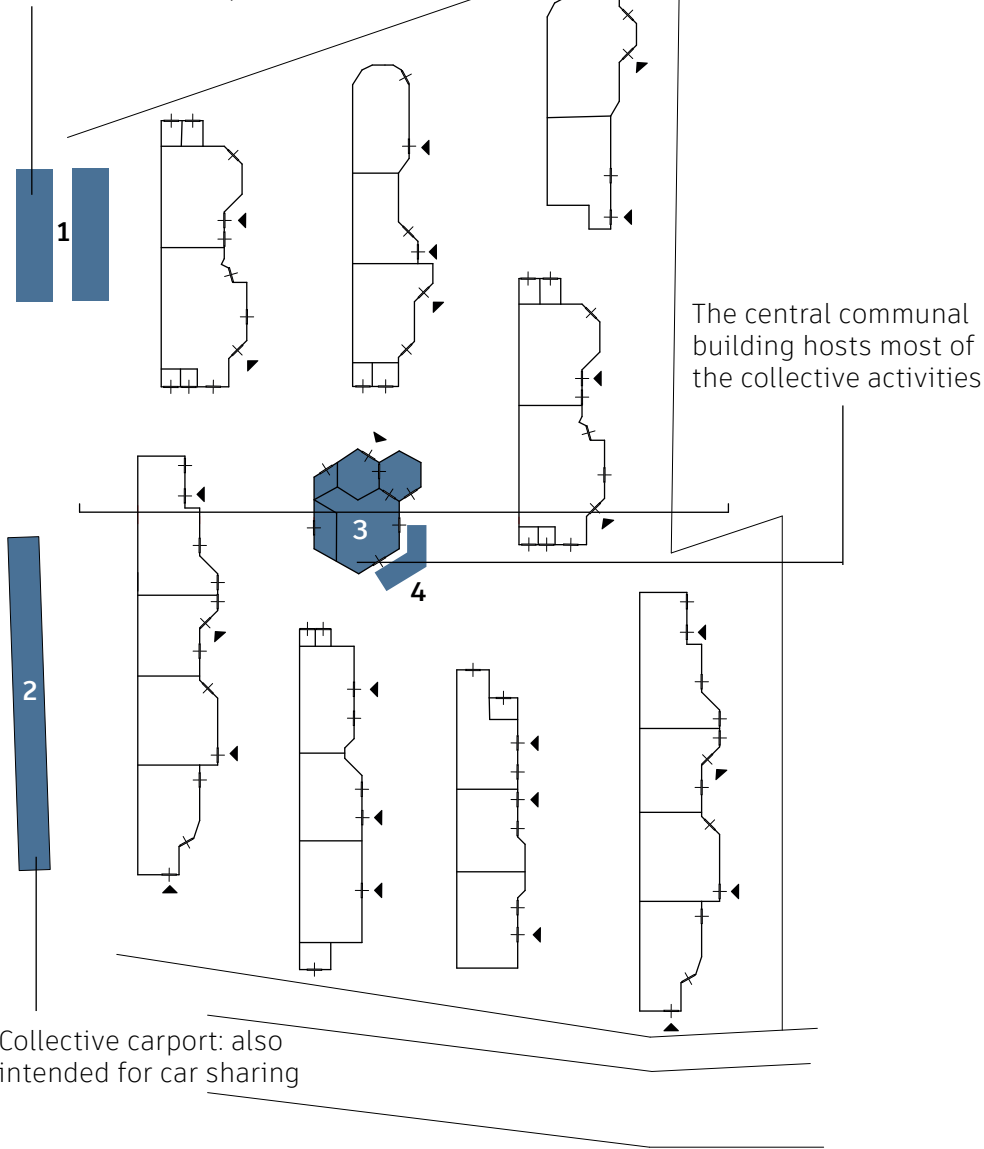 1
The central communal
building hosts most of
the collective activities
3
4
2
Collective carport: also
intended for car sharing